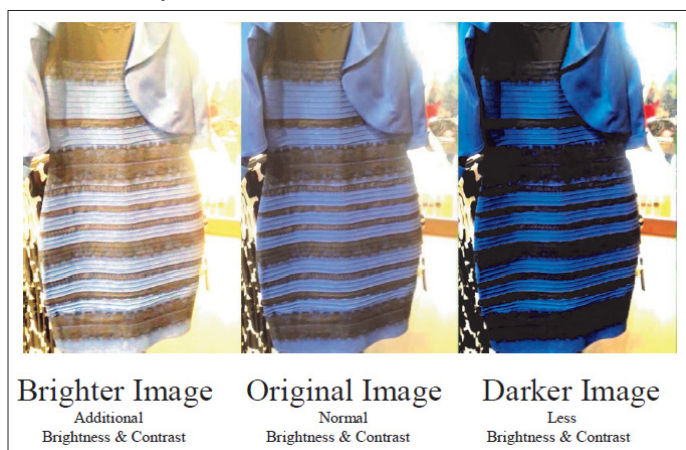 Brighter Image
Additional
Brightness & Contrast
Original Image
Normal
Brightness & Contrast
Darker Image
Less
Brightness & Contrast